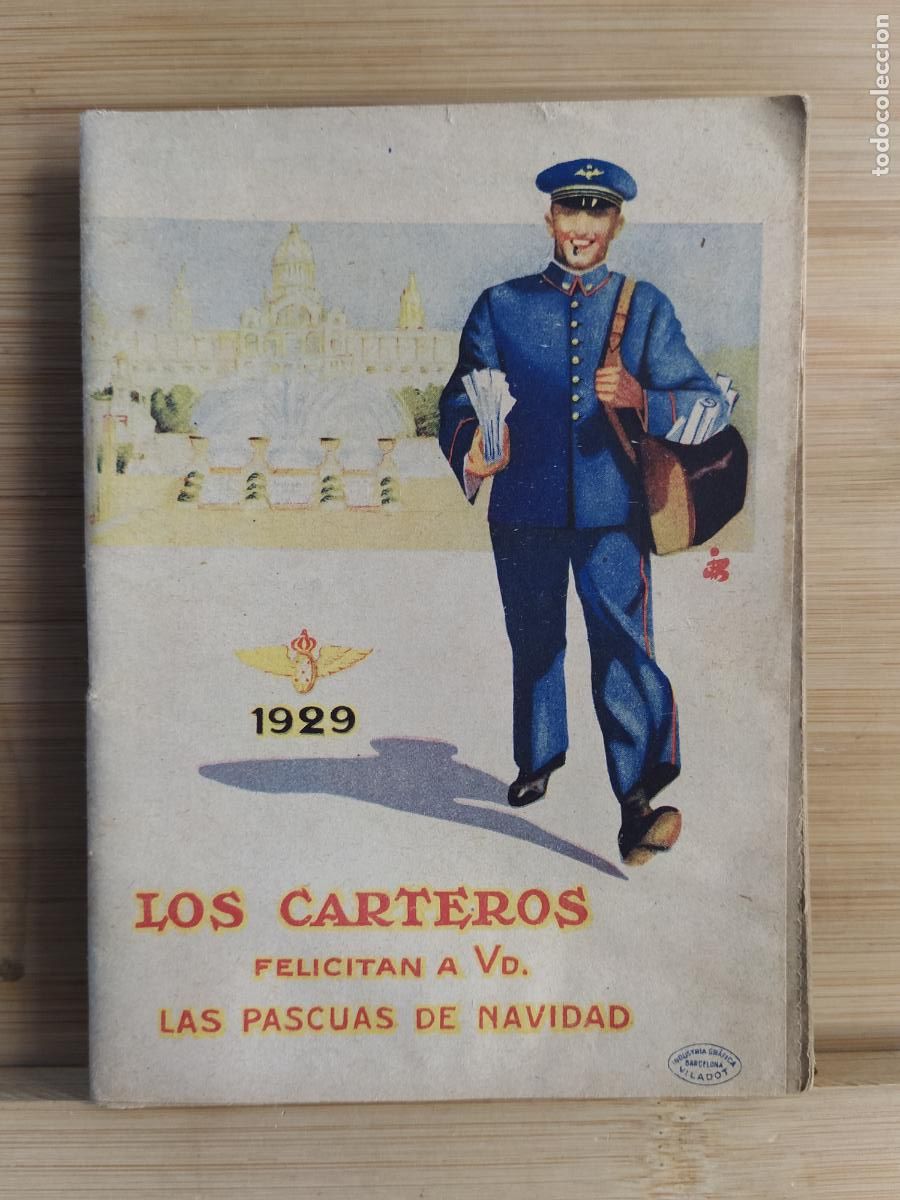 todocoleccion
1929
LOS CARTEROS
FELICITAN A VD.
LAS PASCUAS DE NAVIDAD
INDUSTRIA GRÁFICA
BARCELONA
VILADOT